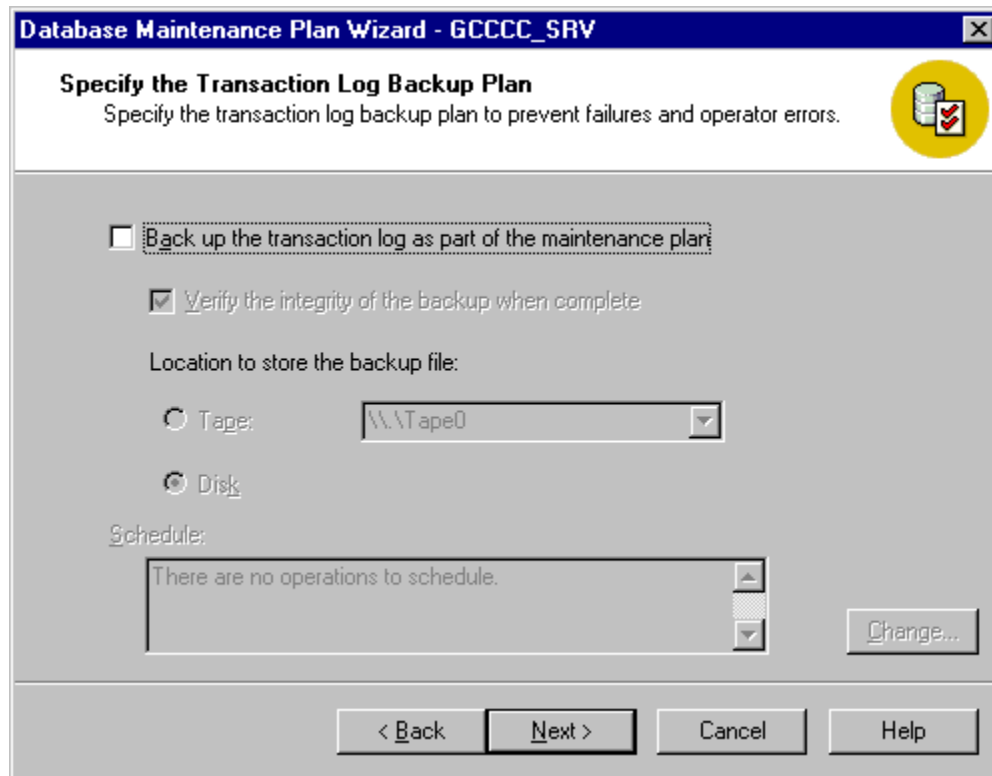 Database Maintenance Plan Wizard - GCCCC_SRV
Specify the Transaction Log Backup Plan
Specify the transaction log backup plan to prevent failures and operator errors.
Back up the transaction log as part of the maintenance plan
Verify the integrity of the backup when complete
Location to store the backup file:
Tape: \\.\Tape0
Disk
Schedule:
There are no operations to schedule.
Change...
< Back Next > Cancel Help